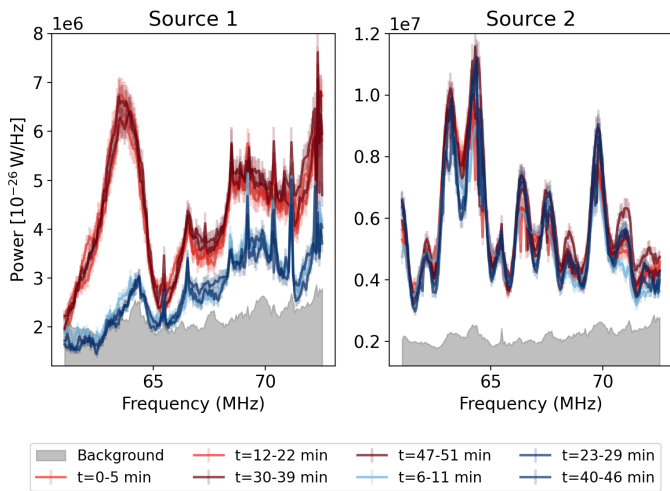 Source 1
Source 2
1e6
1e7
Power [10⁻²⁶ W/Hz]
8
7
6
5
4
3
2
1.2
1.0
0.8
0.6
0.4
0.2
65
70
65
70
Frequency (MHz)
Frequency (MHz)
Background
t=12-22 min
t=47-51 min
t=23-29 min
t=0-5 min
t=30-39 min
t=6-11 min
t=40-46 min